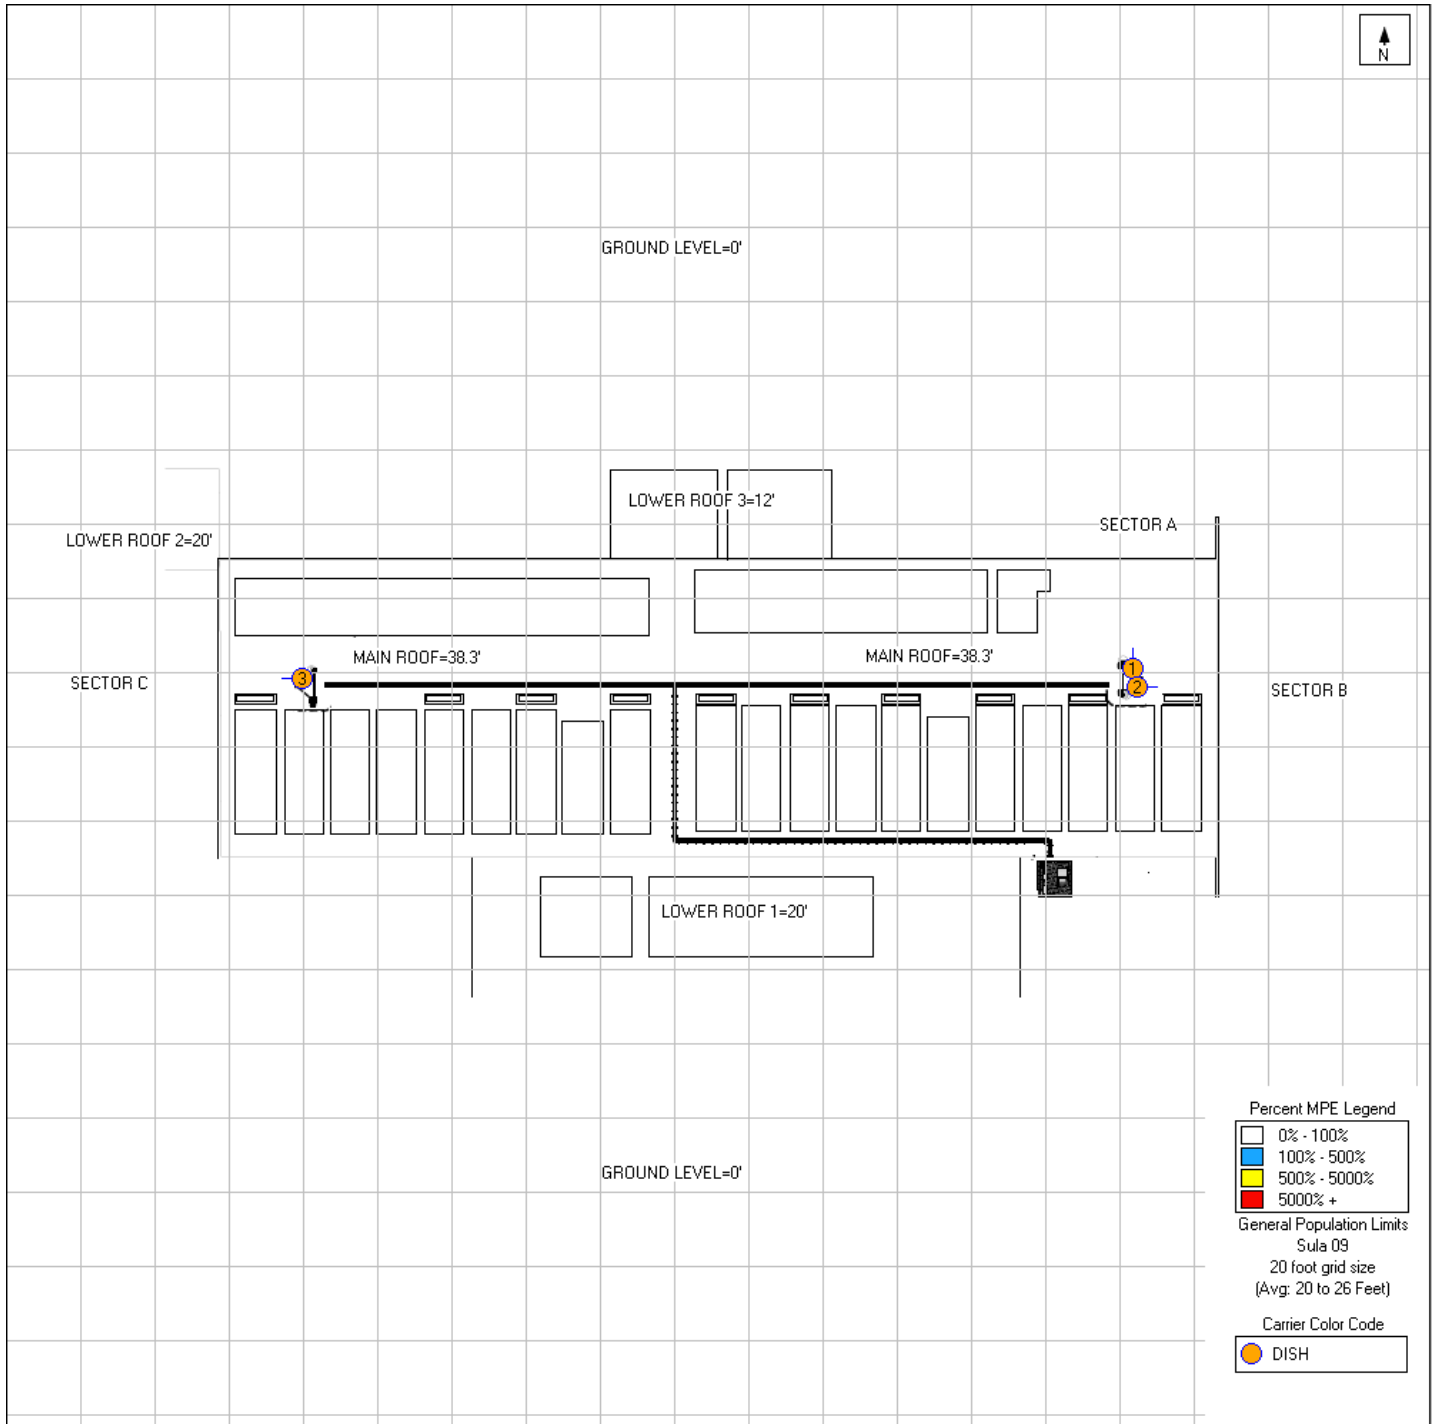 N
GROUND LEVEL=0'
LOWER ROOF 3=12'
SECTOR A
LOWER ROOF 2=20'
MAIN ROOF=38.3'
MAIN ROOF=38.3'
1
SECTOR C
3
2
SECTOR B
LOWER ROOF 1=20'
GROUND LEVEL=0'
Percent MPE Legend
0% - 100%
100% - 500%
500% - 5000%
5000% +
General Population Limits
Sula 09
20 foot grid size
(Avg: 20 to 26 Feet)
Carrier Color Code
DISH